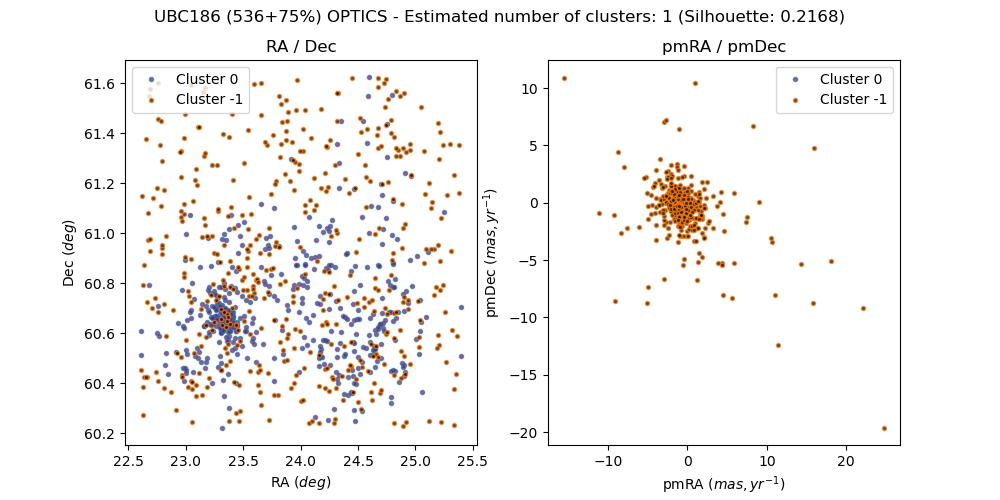 UBC186 (536+75%) OPTICS - Estimated number of clusters: 1 (Silhouette: 0.2168)
RA / Dec
Cluster 0
Cluster -1
61.6
61.4
61.2
61.0
60.8
60.6
60.4
60.2
Dec (deg)
22.5 23.0 23.5 24.0 24.5 25.0 25.5
RA (deg)
pmRA / pmDec
Cluster 0
Cluster -1
10
5
0
−5
−10
−15
−20
pmDec (mas, yr⁻¹)
−10 0 10 20
pmRA (mas, yr⁻¹)